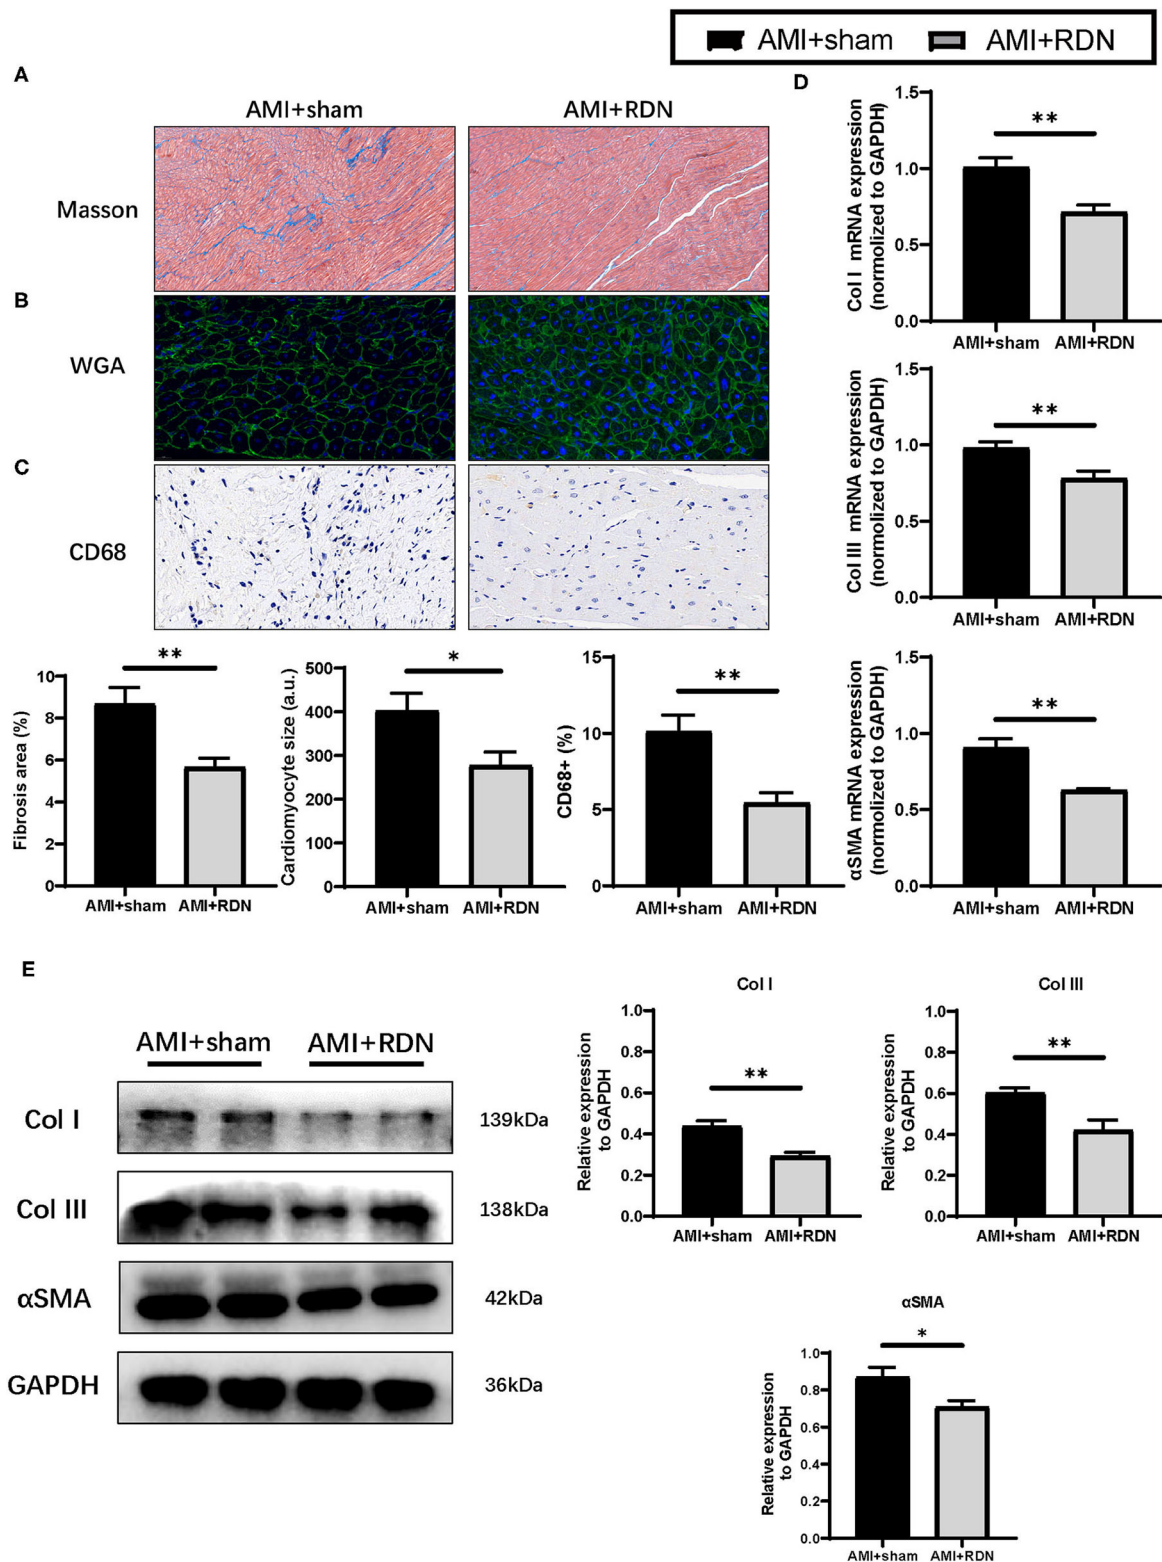 AMI+sham AMI+RDN
A
D
AMI+sham AMI+RDN
Masson
B
WGA
C
CD68
Col I mRNA expression
(normolized to GAPDH)
1.5
1.0
0.5
0.0
**
AMI+sham AMI+RDN
Col III mRNA expression
(normolized to GAPDH)
1.5
1.0
0.5
0.0
**
AMI+sham AMI+RDN
αSMA mRNA expression
(normolized to GAPDH)
1.5
1.0
0.5
0.0
**
AMI+sham AMI+RDN
Fibrosis area (%)
10
8
6
4
2
0
**
AMI+sham AMI+RDN
Cardiomyocyte size (a.u.)
500
400
300
200
100
0
*
AMI+sham AMI+RDN
CD68+ (%)
15
10
5
0
**
AMI+sham AMI+RDN
E
AMI+sham AMI+RDN
Col I 139kDa
Col III 138kDa
αSMA 42kDa
GAPDH 36kDa
Col I
Relative expression
to GAPDH
1.0
0.8
0.6
0.4
0.2
0.0
**
AMI+sham AMI+RDN
Col III
Relative expression
to GAPDH
1.0
0.8
0.6
0.4
0.2
0.0
**
AMI+sham AMI+RDN
αSMA
Relative expression
to GAPDH
1.0
0.8
0.6
0.4
0.2
0.0
*
AMI+sham AMI+RDN